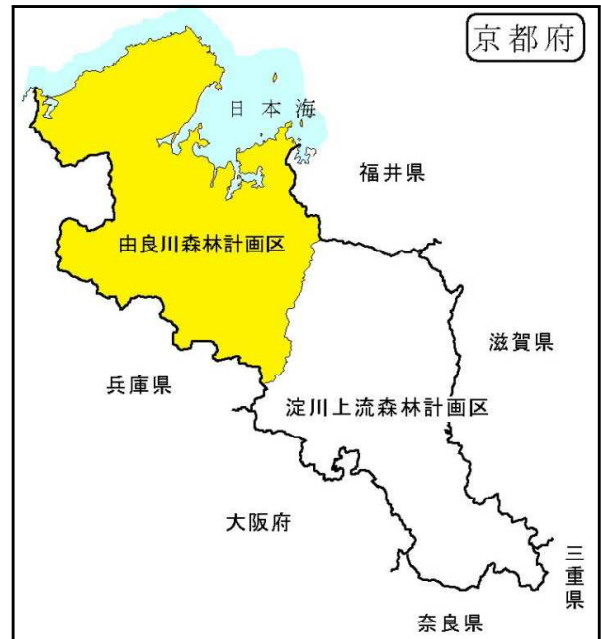 京都府
日本海
福井県
由良川森林計画区
滋賀県
兵庫県
淀川上流森林計画区
大阪府
三重県
奈良県